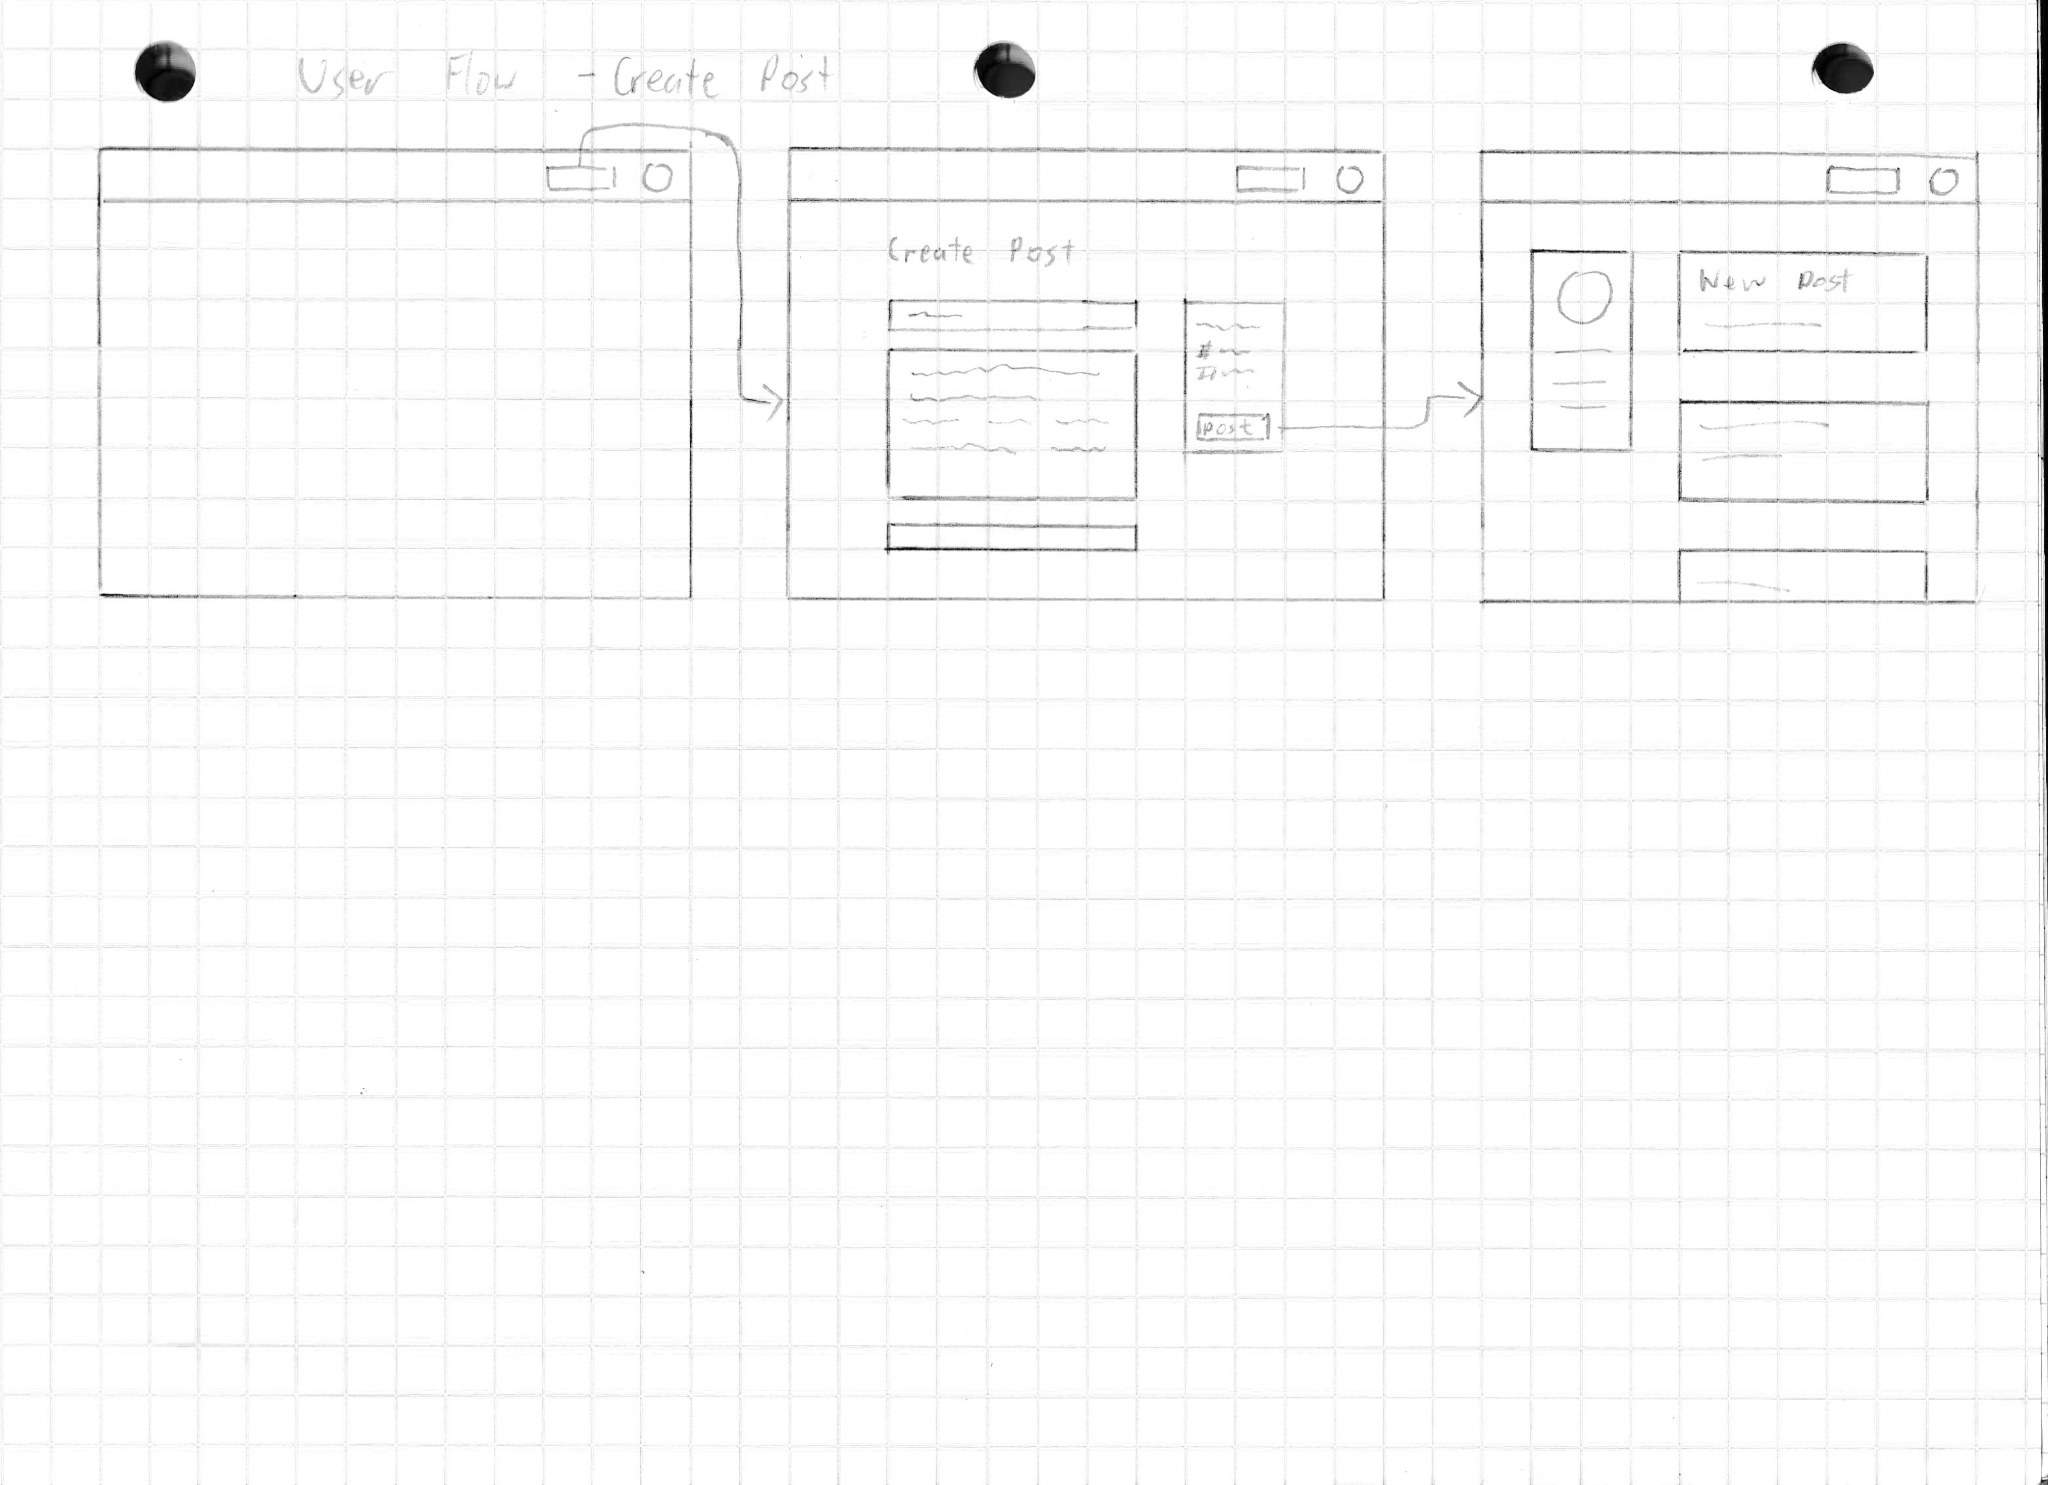 User Flow - Create Post
Create Post
#
#
Post
New post